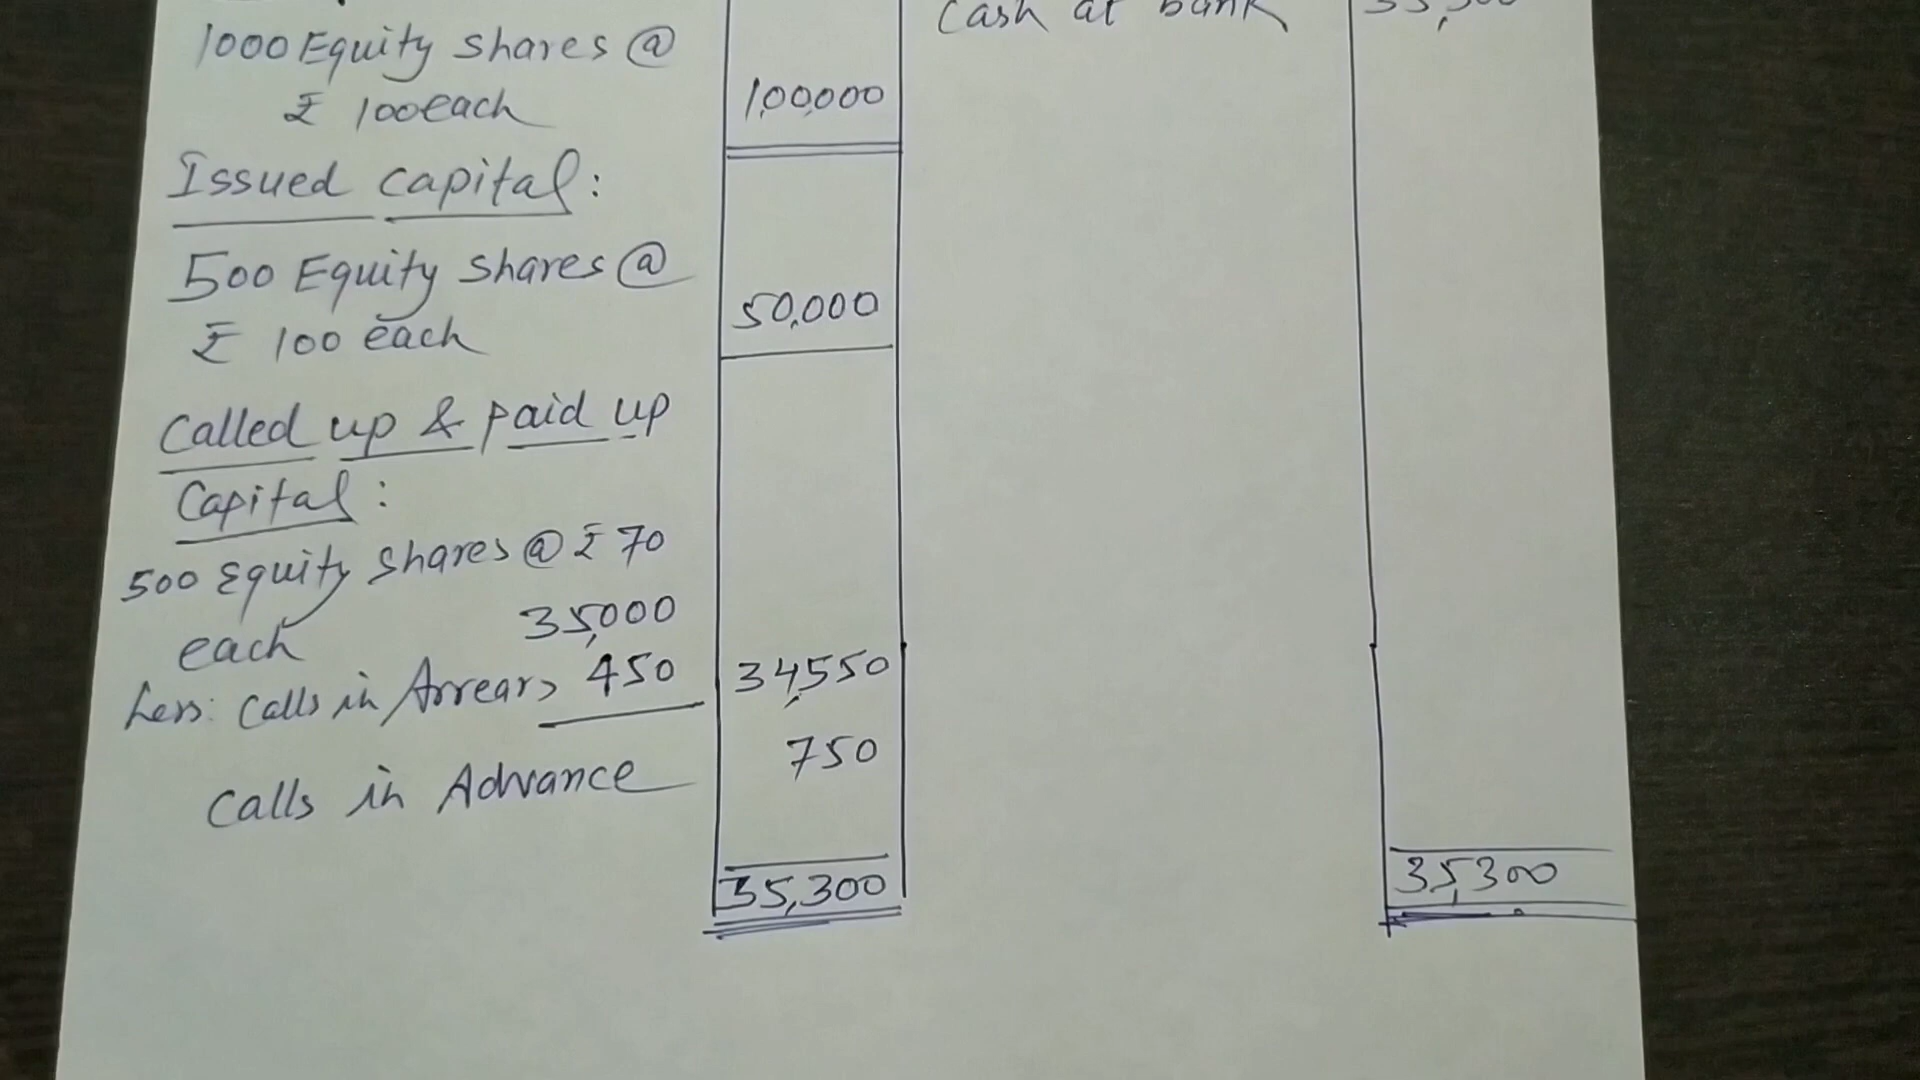 1000 Equity shares @
₹ 100 each
1,00,000
Issued capital:
500 Equity shares @
₹ 100 each
50,000
Called up & paid up
Capital:
500 Equity shares @ ₹ 70
each 35,000
Less: Calls in Arrears 450 34,550
Calls in Advance 750
35,300
Cash at bank
35,300